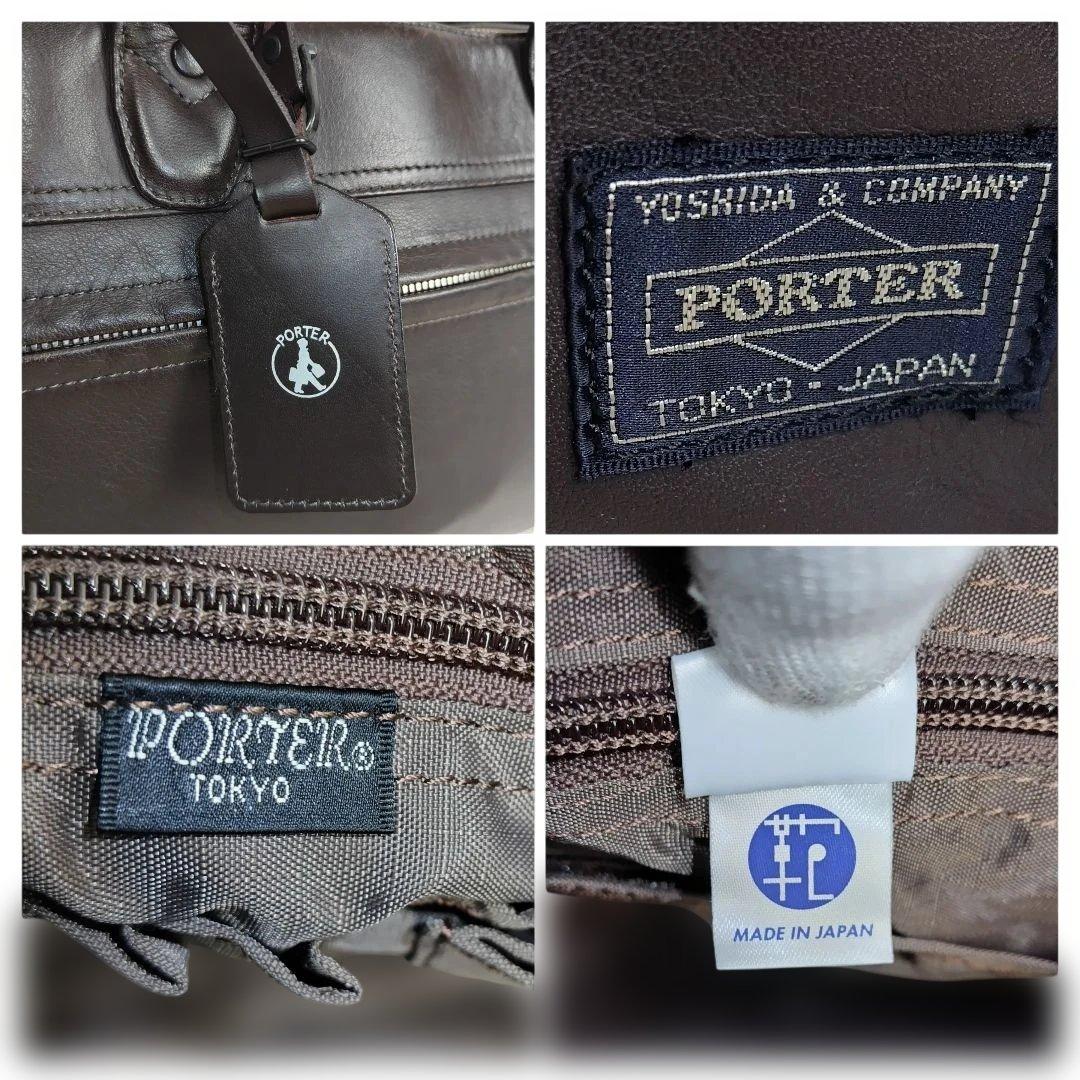 PORTER
YOSHIDA & COMPANY
PORTER
TOKYO - JAPAN
PORTER®
TOKYO
MADE IN JAPAN